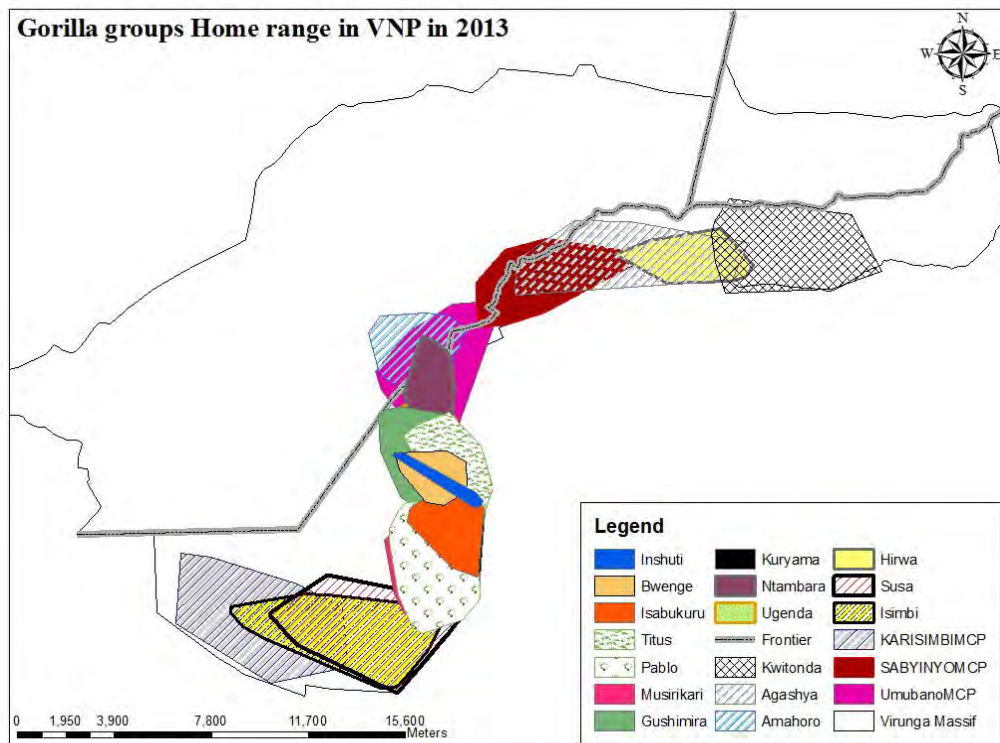 Gorilla groups Home range in VNP in 2013
N
W E
S
Legend
Inshuti
Bwenge
Isabukuru
Titus
Pablo
Musirikari
Gushimira
Kuryama
Ntambara
Ugenda
Frontier
Kwitonda
Agashya
Amahoro
Hirwa
Susa
Isimbi
KARISIMBIMCP
SABYINYOMCP
UmubanoMCP
Virunga Massif
0 1,950 3,900 7,800 11,700 15,600
Meters